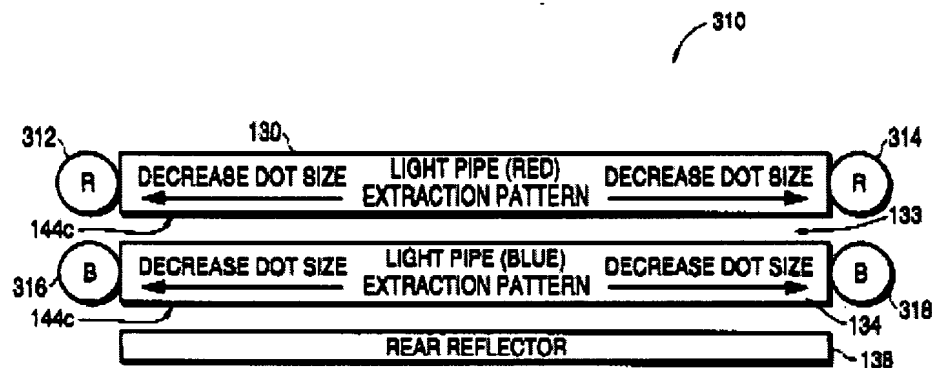 310
312 130 314
R DECREASE DOT SIZE LIGHT PIPE (RED) DECREASE DOT SIZE R
EXTRACTION PATTERN
144c 133
B DECREASE DOT SIZE LIGHT PIPE (BLUE) DECREASE DOT SIZE B
EXTRACTION PATTERN
316 318
144c 134
REAR REFLECTOR
138